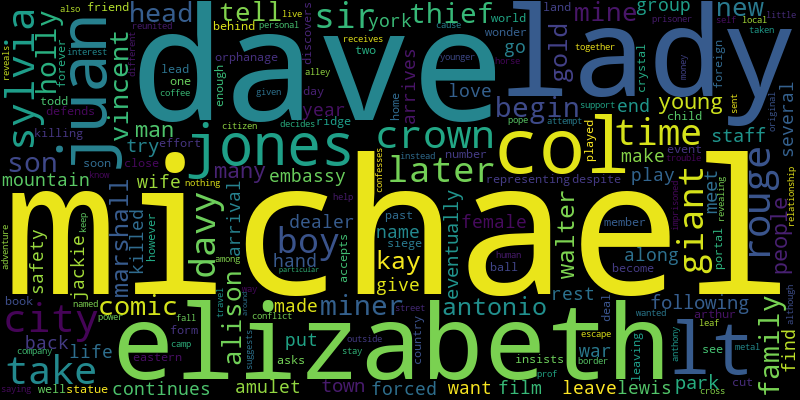 also friend
tell
sir
york
thief
mine
group
new
live
head
behind
personal
world
land
self
local
little
reunited
prisoner
taken
dave
lady
reveals
sylvia
interest
holly
forever
juan
different
vincent
orphanage
enough
discovers
receives
cause
together
two
wonder
go
gold
younger
horse
money
lead
one
alley
love
arrives
crystal
foreign
several
todd
coffee
given
day
home
begin
end
young
sent
original
defends
year
support
child
killing
man
citizen
ridge
pope
attempt
played
staff
trouble
try
effort
decides
crown
col
time
event
jones
son
soon
close
many
instead
number
make
rouge
people
mountain
wife
embassy
later
representing
despite
play
meet
relationship
know
nothing
confesses
michael
marshall
davy
boy
dealer
help
past
female
walter
human
member
along
giant
portal
revealing
imprisoned
adventure
safety
jackie
keep
killed
arrival
hand
accepts
name
siege
kay
give
eventually
ball
become
book
named
comic
however
among
made
particular
miner
antonio
rest
deal
wanted
following
arthur
although
city
power
fall
travel
around
way
street
elizabeth
lt
family
back
life
form
alison
conflict
put
outside
country
war
escape
anthony
leaf
find
take
company
camp
eastern
suggests
asks
stay
insists
border
leaving
see
metal
saying
well
statue
continues
amulet
town
forced
want
film
prof
leave
lewis
park
cross
cut